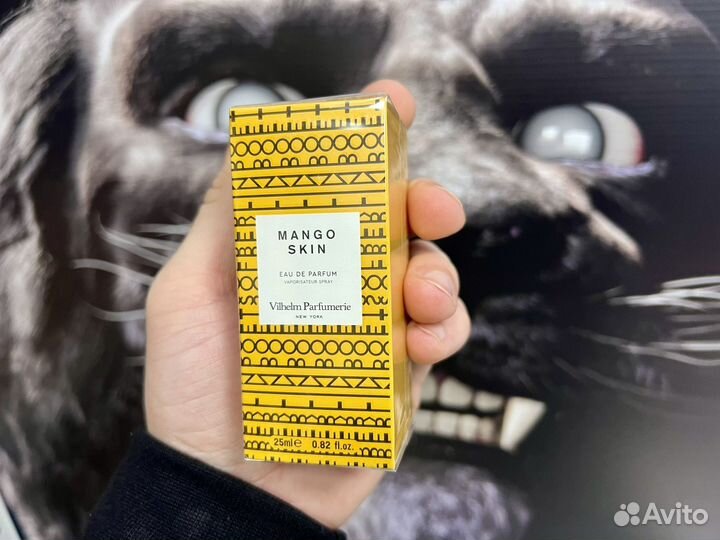 MANGO
SKIN
EAU DE PARFUM
VAPORISATEUR SPRAY
Vilhelm Parfumerie
NEW YORK
25ml℮ 0.82 fl.oz.
Avito